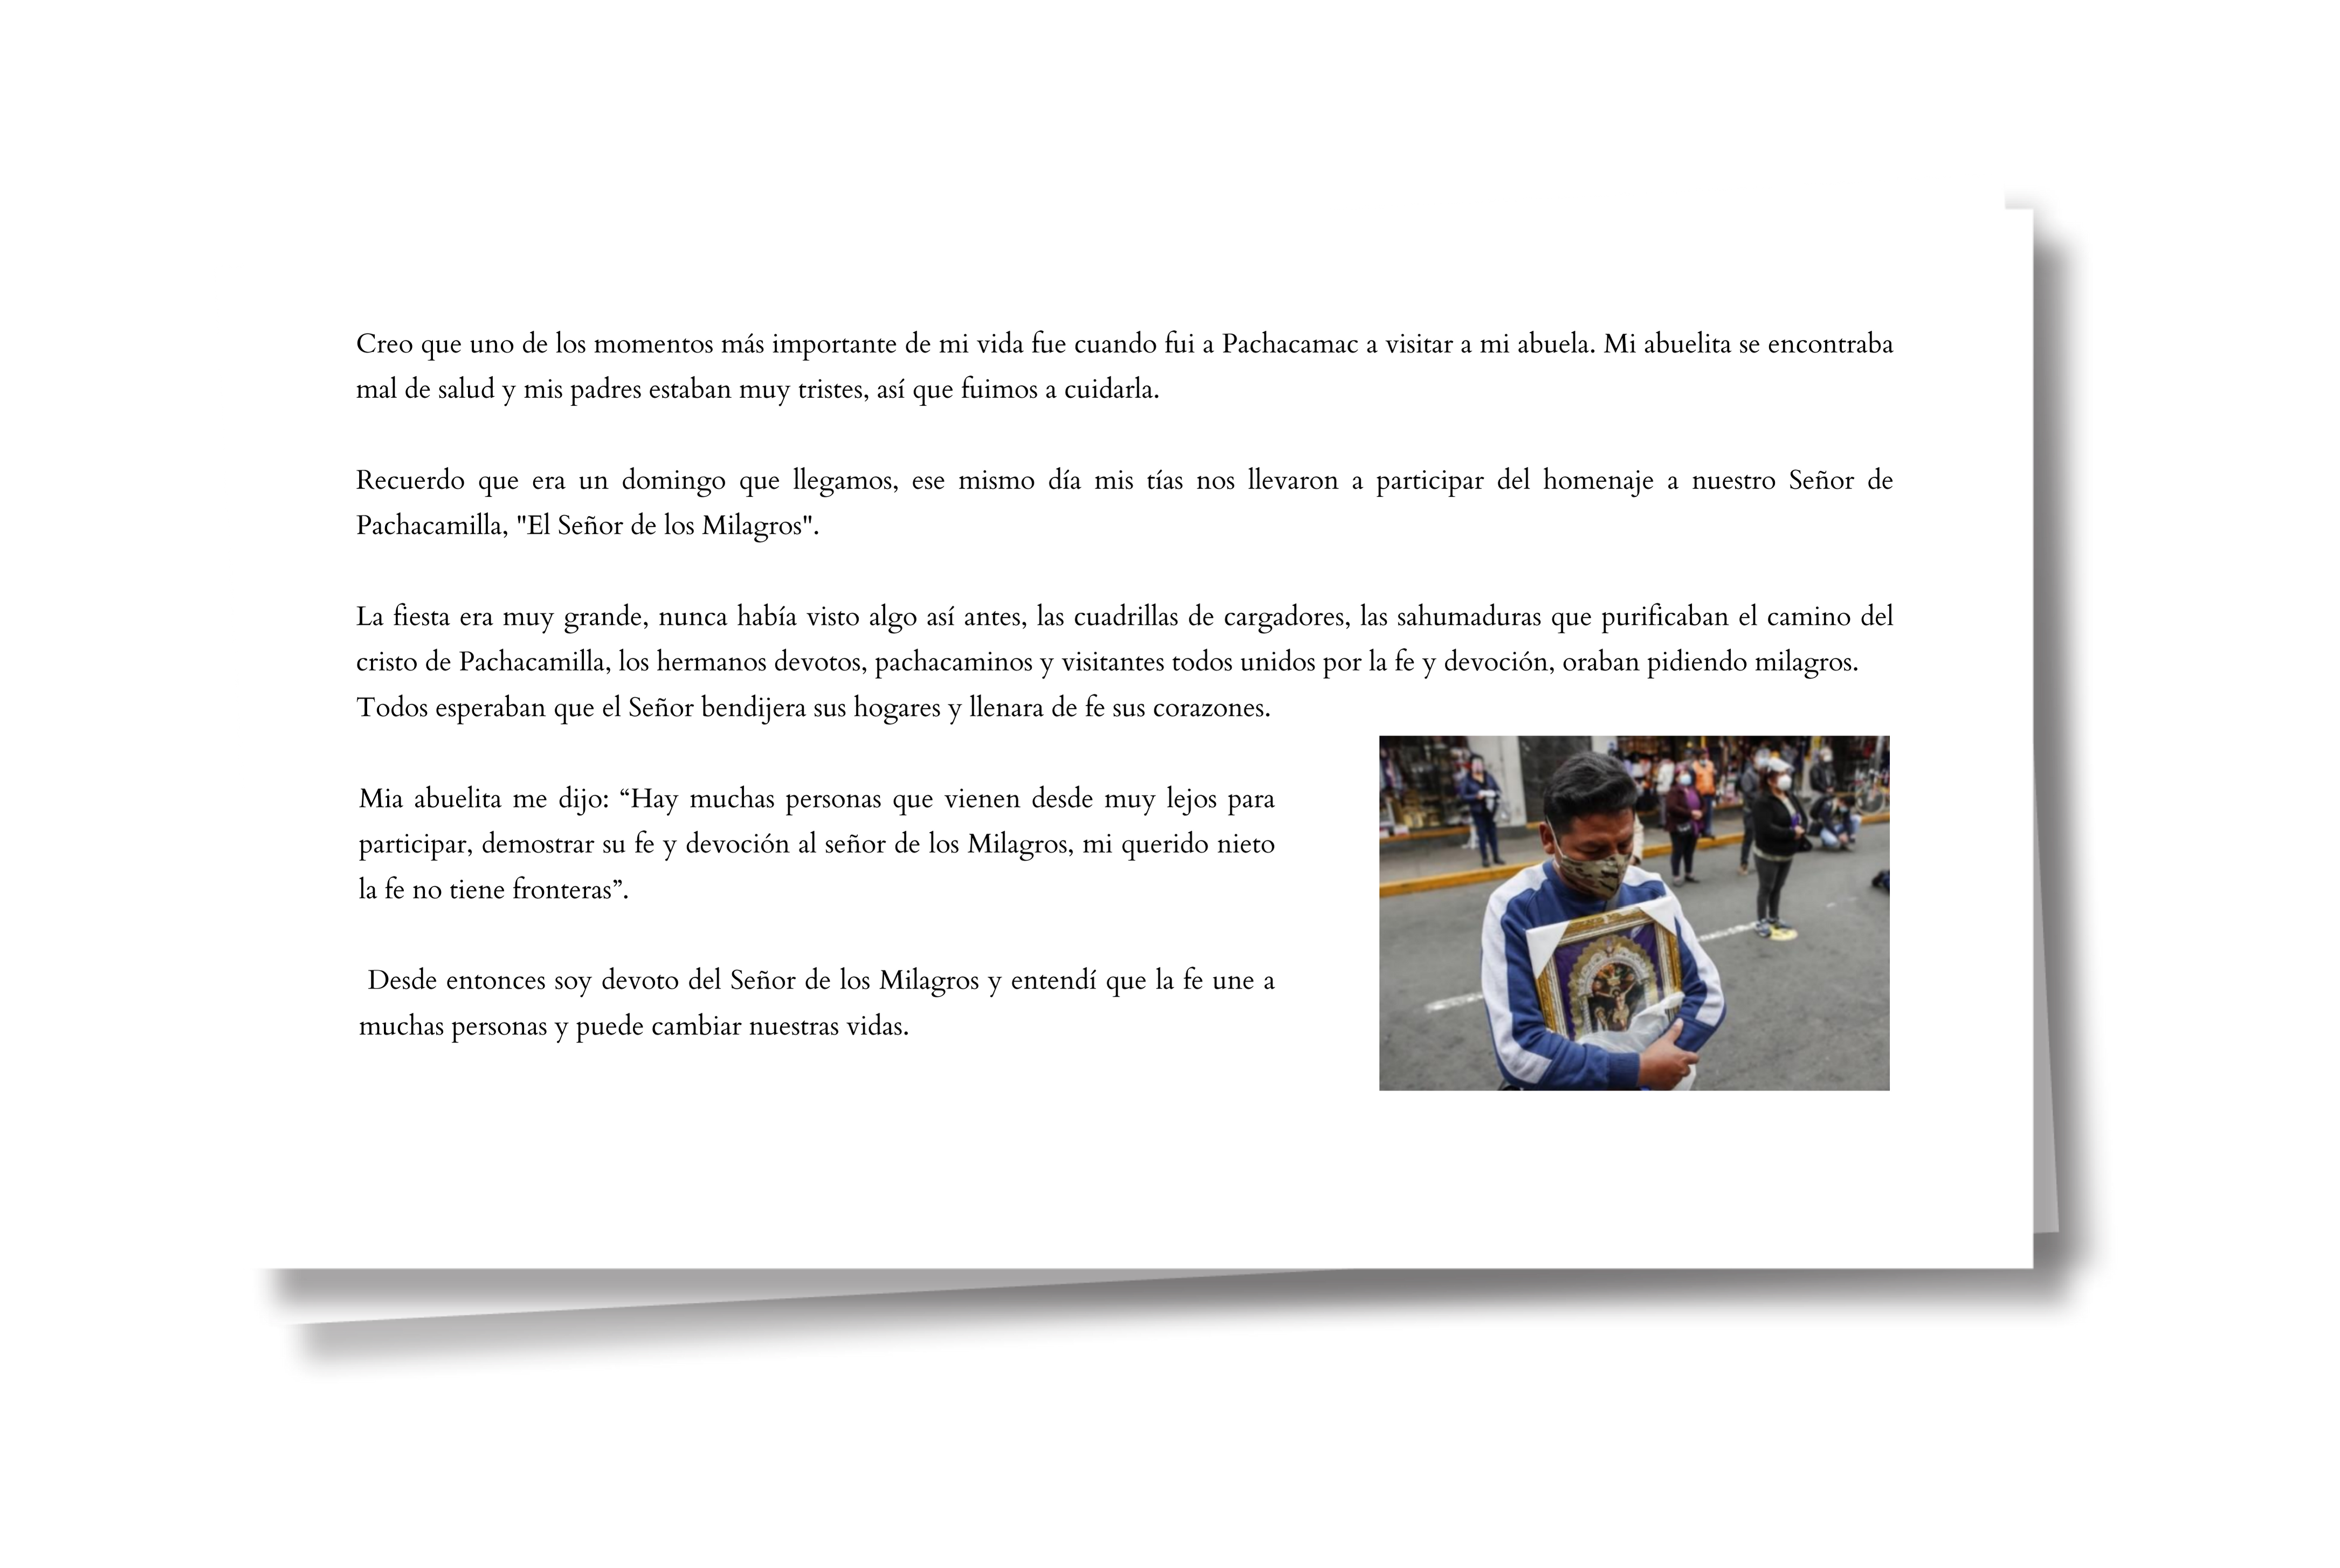 Creo que uno de los momentos más importante de mi vida fue cuando fui a Pachacamac a visitar a mi abuela. Mi abuelita se encontraba
mal de salud y mis padres estaban muy tristes, así que fuimos a cuidarla.
Recuerdo que era un domingo que llegamos, ese mismo día mis tías nos llevaron a participar del homenaje a nuestro Señor de
Pachacamilla, "El Señor de los Milagros".
La fiesta era muy grande, nunca había visto algo así antes, las cuadrillas de cargadores, las sahumaduras que purificaban el camino del
cristo de Pachacamilla, los hermanos devotos, pachacaminos y visitantes todos unidos por la fe y devoción, oraban pidiendo milagros.
Todos esperaban que el Señor bendijera sus hogares y llenara de fe sus corazones.
Mia abuelita me dijo: “Hay muchas personas que vienen desde muy lejos para
participar, demostrar su fe y devoción al señor de los Milagros, mi querido nieto
la fe no tiene fronteras”.
Desde entonces soy devoto del Señor de los Milagros y entendí que la fe une a
muchas personas y puede cambiar nuestras vidas.